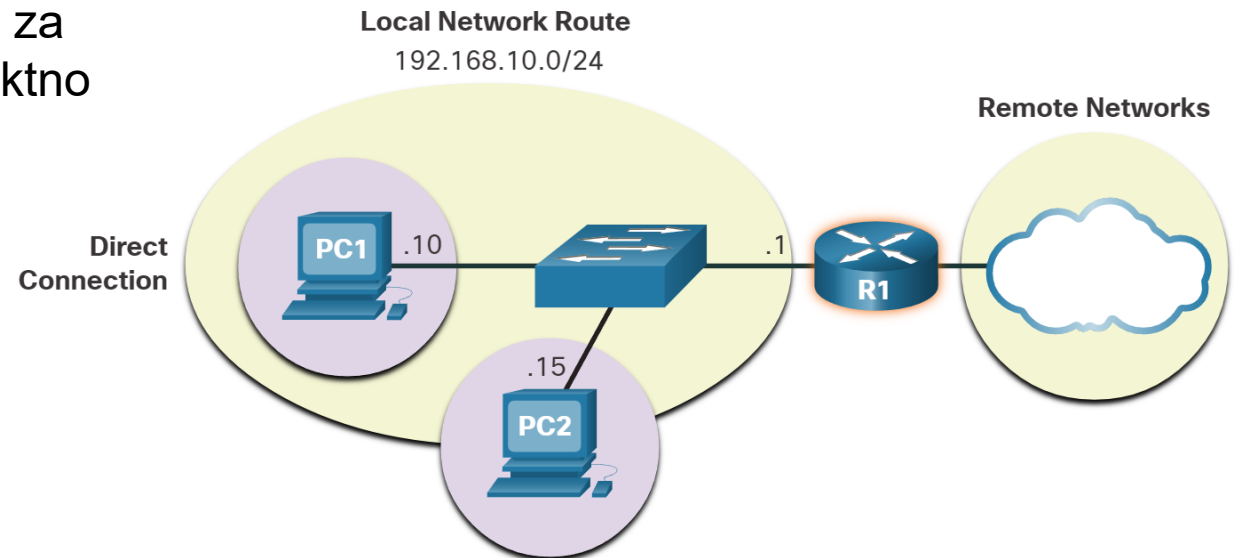 za
ktno
Local Network Route
192.168.10.0/24
Remote Networks
Direct
Connection
PC1
.10
.1
R1
.15
PC2